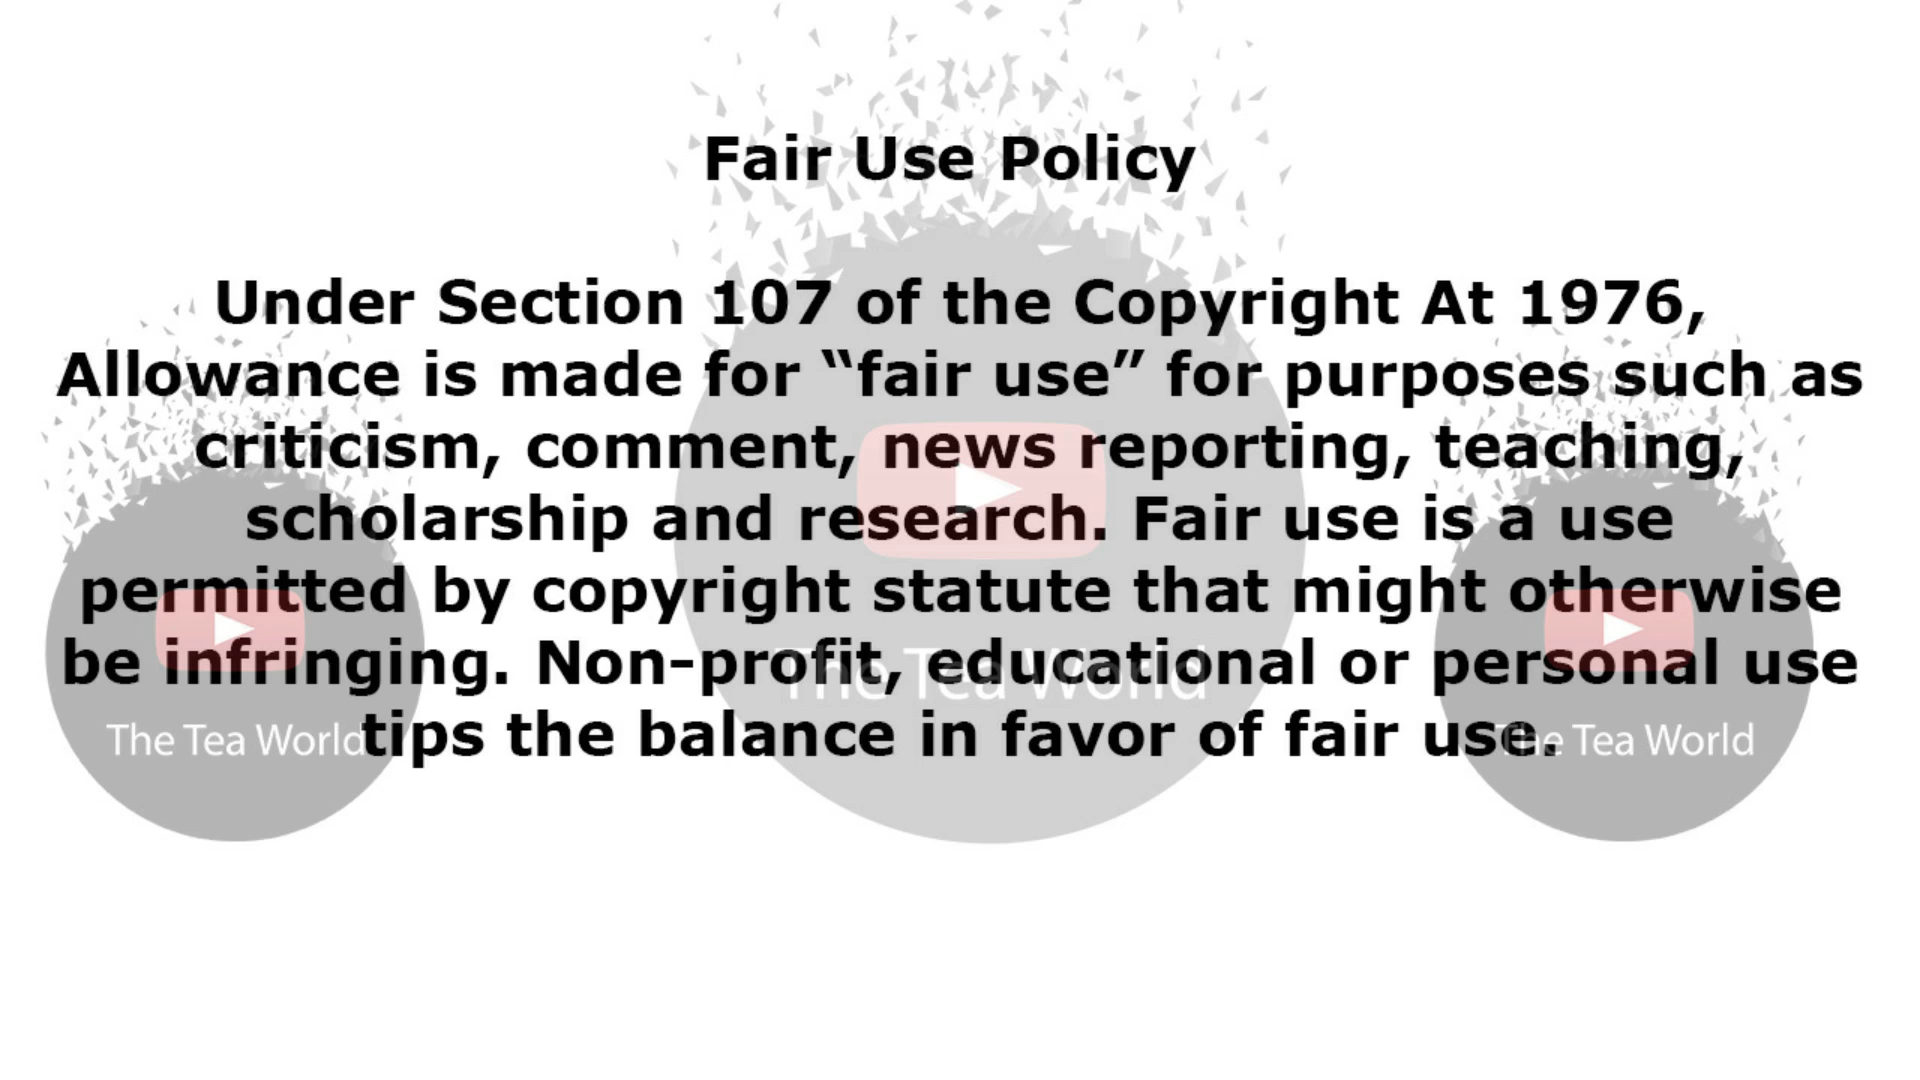 Fair Use Policy
Under Section 107 of the Copyright At 1976,
Allowance is made for “fair use” for purposes such as
criticism, comment, news reporting, teaching,
scholarship and research. Fair use is a use
permitted by copyright statute that might otherwise
be infringing. Non-profit, educational or personal use
tips the balance in favor of fair use.
The Tea World
The Tea World
The Tea World